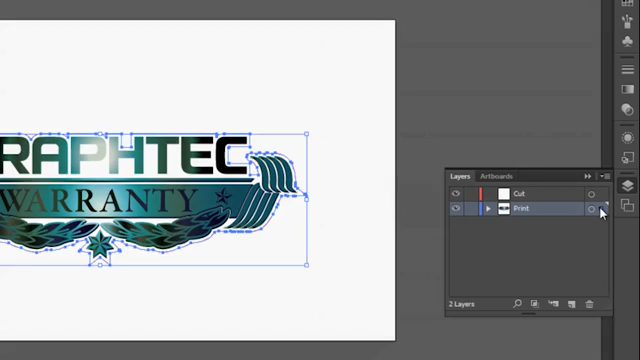 RAPHTEC
WARRANTY
Layers
Artboards
Cut
Print
2 Layers